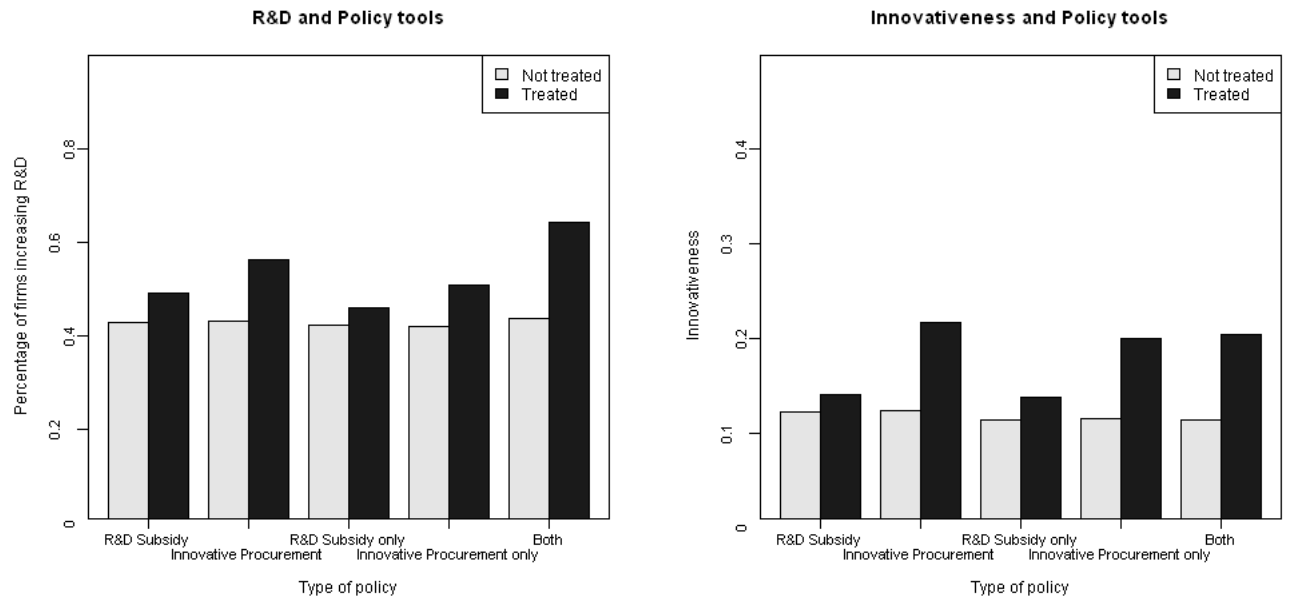 R&D and Policy tools
Not treated
Treated
Percentage of firms increasing R&D
0.8
0.6
0.4
0.2
0
R&D Subsidy
Innovative Procurement
R&D Subsidy only
Innovative Procurement only
Both
Type of policy
Innovativeness and Policy tools
Not treated
Treated
Innovativeness
0.4
0.3
0.2
0.1
0
R&D Subsidy
Innovative Procurement
R&D Subsidy only
Innovative Procurement only
Both
Type of policy